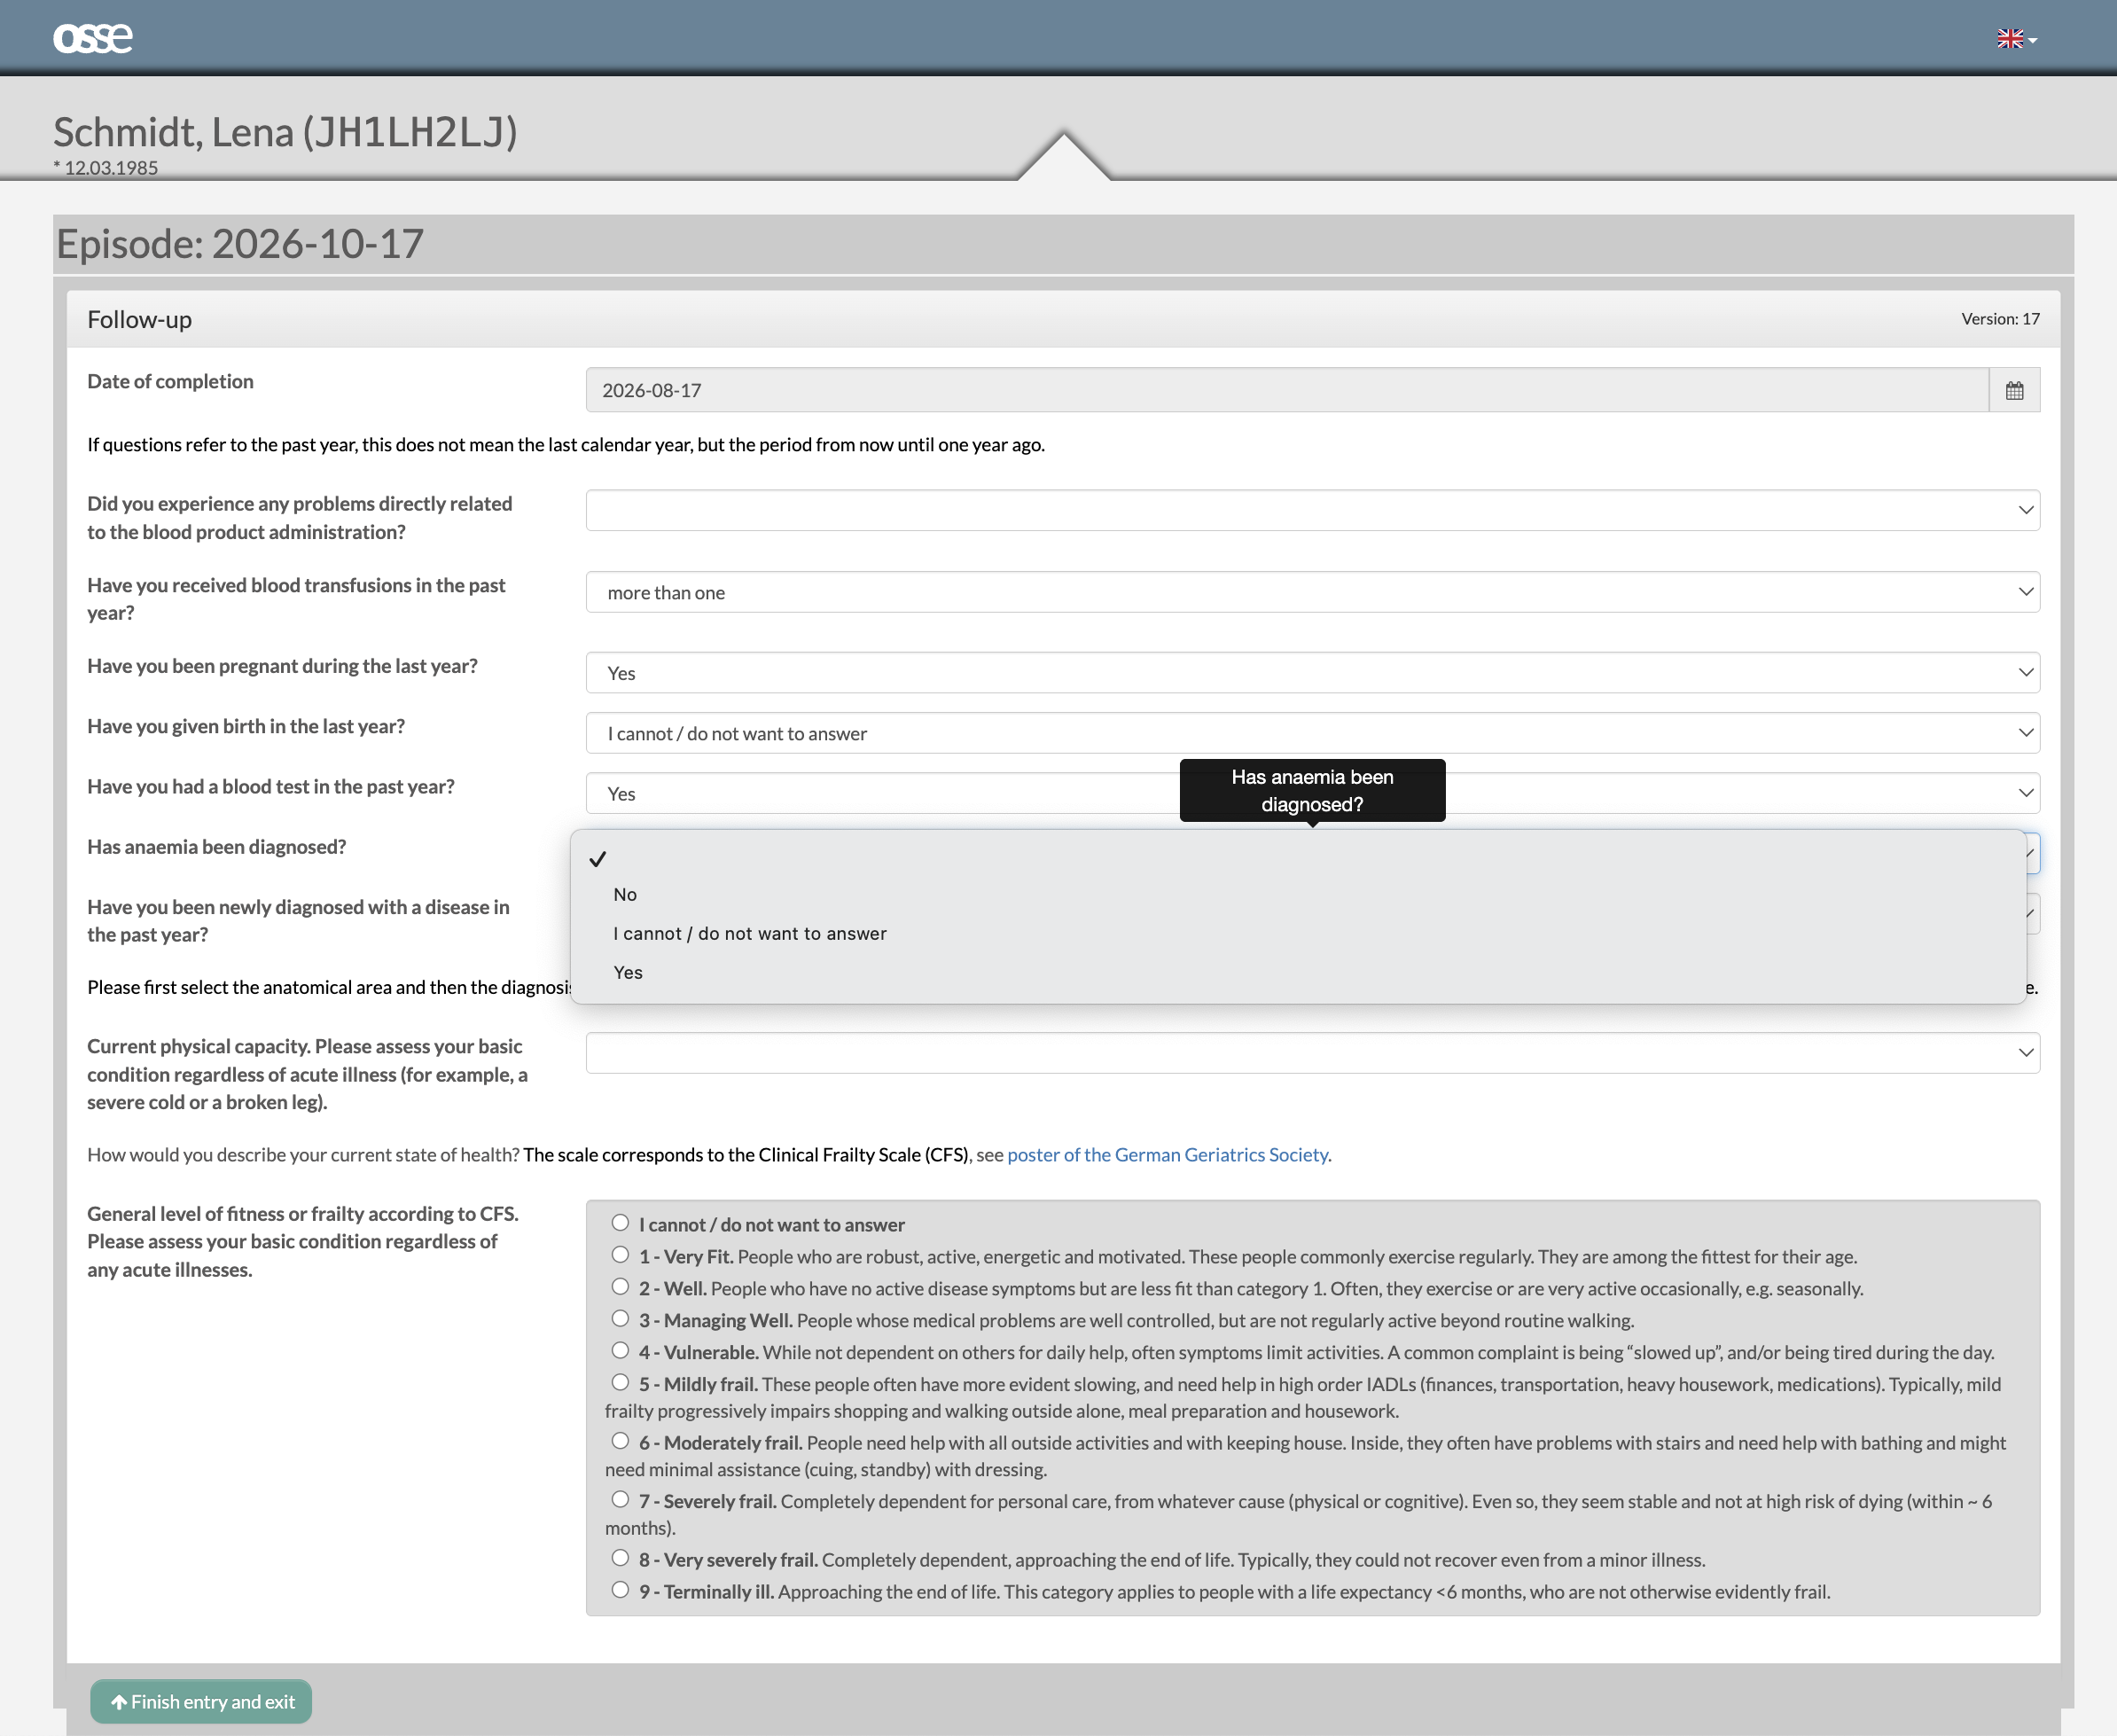 osse
Schmidt, Lena (JH1LH2LJ)
* 12.03.1985
Episode: 2026-10-17
Follow-up
Version: 17
Date of completion
2026-08-17
If questions refer to the past year, this does not mean the last calendar year, but the period from now until one year ago.
Did you experience any problems directly related
to the blood product administration?
Have you received blood transfusions in the past
year?
more than one
Have you been pregnant during the last year?
Yes
Have you given birth in the last year?
I cannot / do not want to answer
Have you had a blood test in the past year?
Yes
Has anaemia been
diagnosed?
Has anaemia been diagnosed?
No
I cannot / do not want to answer
Yes
Have you been newly diagnosed with a disease in
the past year?
Please first select the anatomical area and then the
Current physical capacity. Please assess your basic
condition regardless of acute illness (for example, a
severe cold or a broken leg).
How would you describe your current state of health? The scale corresponds to the Clinical Frailty Scale (CFS), see poster of the German Geriatrics Society.
General level of fitness or frailty according to CFS.
Please assess your basic condition regardless of
any acute illnesses.
I cannot / do not want to answer
1 - Very Fit. People who are robust, active, energetic and motivated. These people commonly exercise regularly. They are among the fittest for their age.
2 - Well. People who have no active disease symptoms but are less fit than category 1. Often, they exercise or are very active occasionally, e.g. seasonally.
3 - Managing Well. People whose medical problems are well controlled, but are not regularly active beyond routine walking.
4 - Vulnerable. While not dependent on others for daily help, often symptoms limit activities. A common complaint is being “slowed up”, and/or being tired during the day.
5 - Mildly frail. These people often have more evident slowing, and need help in high order IADLs (finances, transportation, heavy housework, medications). Typically, mild
frailty progressively impairs shopping and walking outside alone, meal preparation and housework.
6 - Moderately frail. People need help with all outside activities and with keeping house. Inside, they often have problems with stairs and need help with bathing and might
need minimal assistance (cuing, standby) with dressing.
7 - Severely frail. Completely dependent for personal care, from whatever cause (physical or cognitive). Even so, they seem stable and not at high risk of dying (within ~ 6
months).
8 - Very severely frail. Completely dependent, approaching the end of life. Typically, they could not recover even from a minor illness.
9 - Terminally ill. Approaching the end of life. This category applies to people with a life expectancy <6 months, who are not otherwise evidently frail.
Finish entry and exit